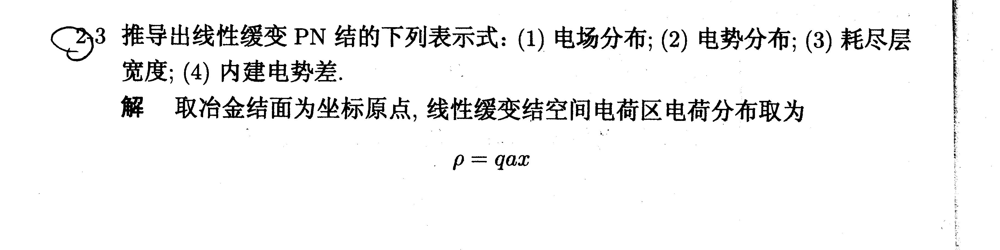 2-3 推导出线性缓变 PN 结的下列表示式: (1) 电场分布; (2) 电势分布; (3) 耗尽层
宽度; (4) 内建电势差.
解 取冶金结面为坐标原点, 线性缓变结空间电荷区电荷分布取为
ρ = qax